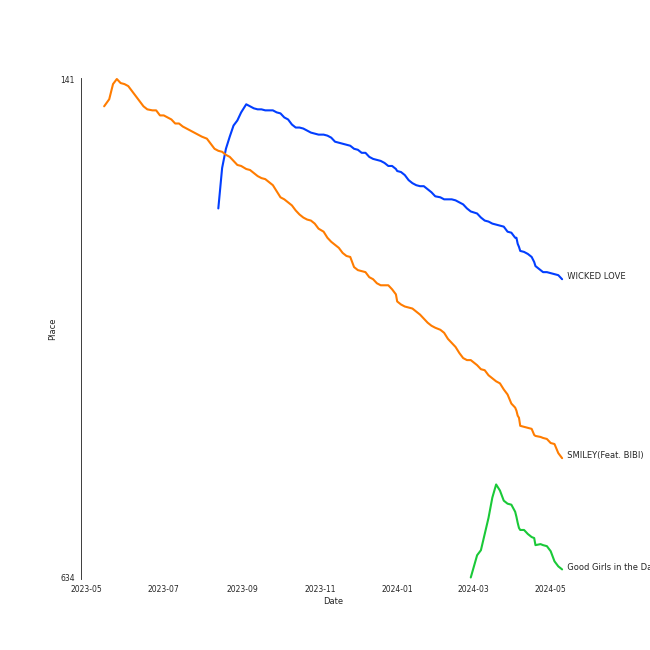 141
Place
WICKED LOVE
SMILEY(Feat. BIBI)
Good Girls in the Da
634
2023-05 2023-07 2023-09 2023-11 2024-01 2024-03 2024-05
Date